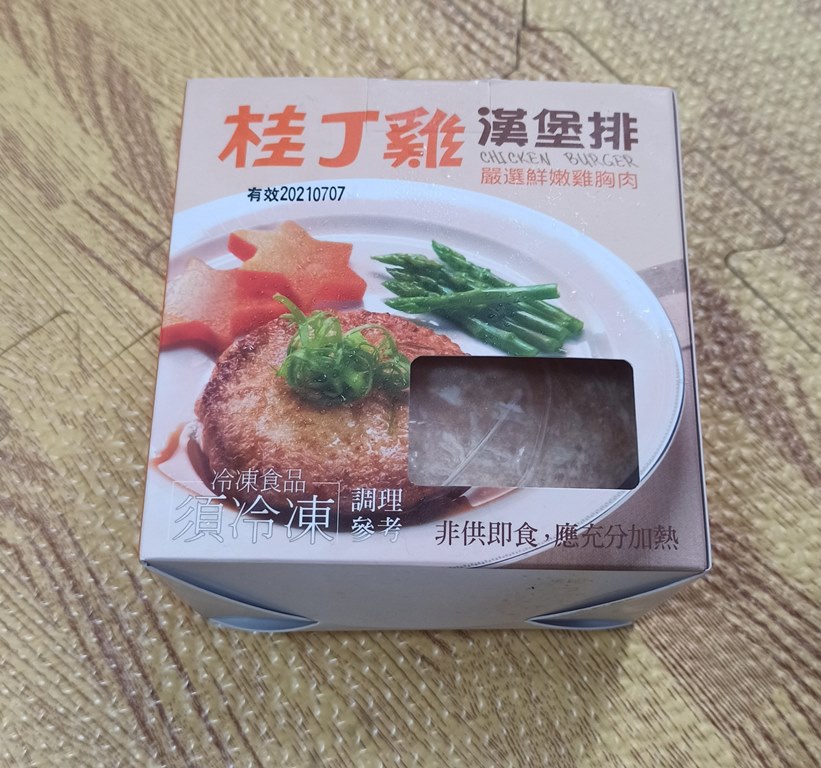 桂丁雞 漢堡排
CHICKEN BURGER
嚴選鮮嫩雞胸肉
有效20210707
冷凍食品
須冷凍
調理
參考
非供即食，應充分加熱